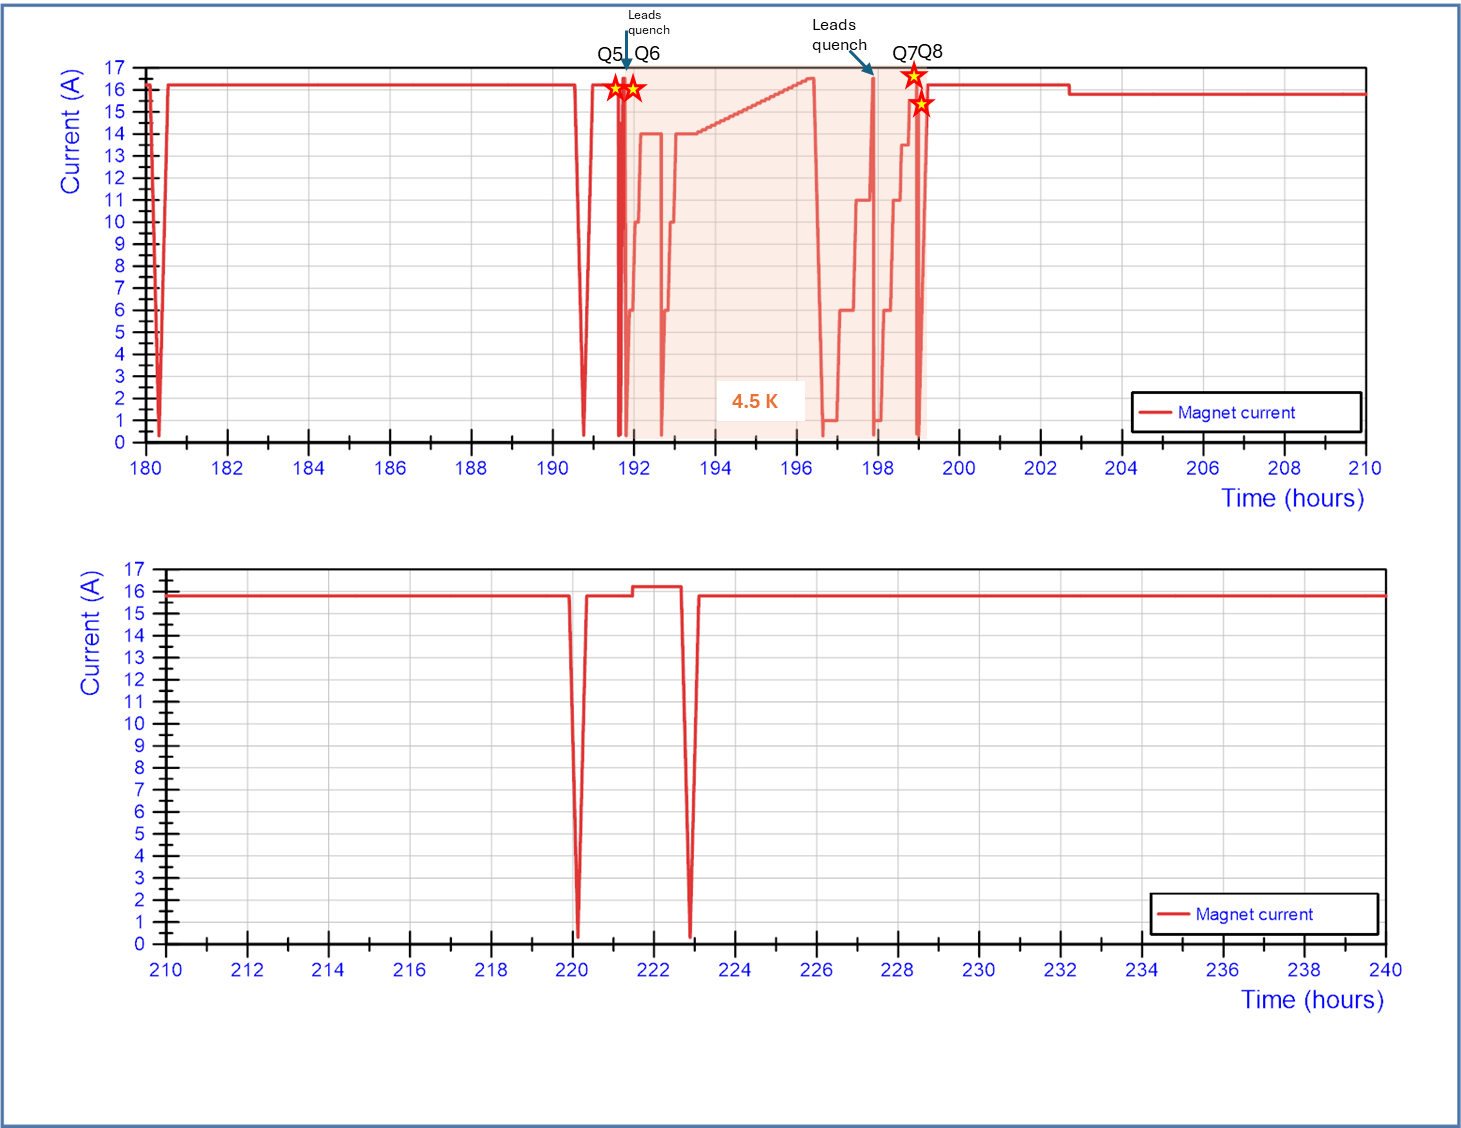 Leads
quench
Leads
quench
Q5 Q6
Q7Q8
Current (A)
17
16
15
14
13
12
11
10
9
8
7
6
5
4
3
2
1
0
4.5 K
Magnet current
180 182 184 186 188 190 192 194 196 198 200 202 204 206 208 210
Time (hours)
Current (A)
17
16
15
14
13
12
11
10
9
8
7
6
5
4
3
2
1
0
Magnet current
210 212 214 216 218 220 222 224 226 228 230 232 234 236 238 240
Time (hours)